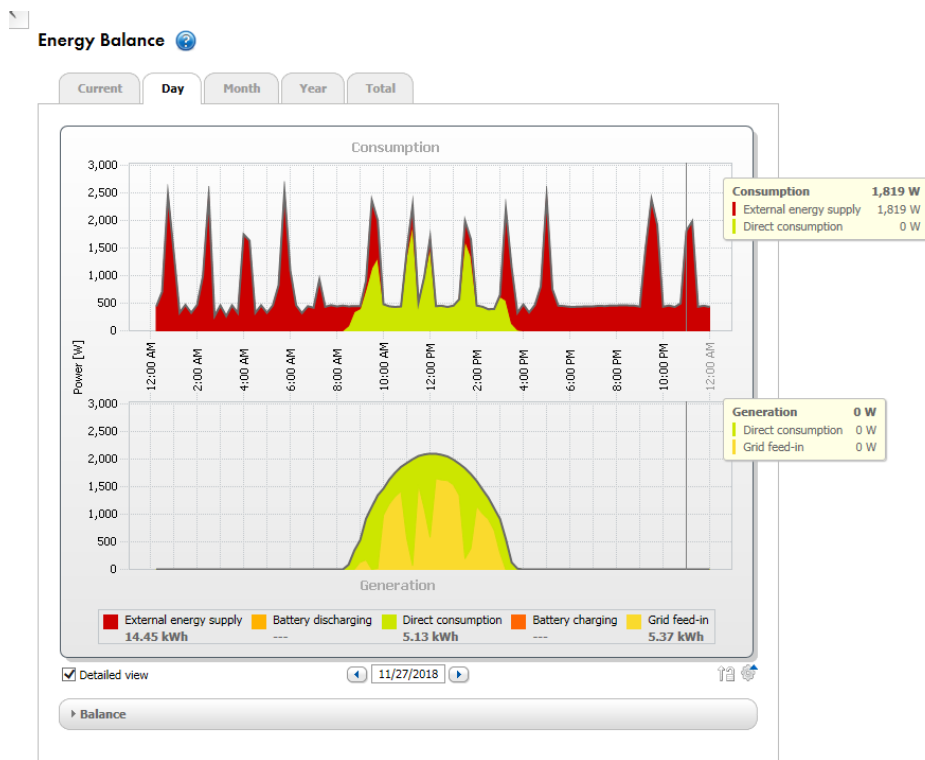 Energy Balance ?
Current Day Month Year Total
Consumption
3,000
2,500
2,000
1,500
1,000
500
0
Consumption 1,819 W
External energy supply 1,819 W
Direct consumption 0 W
Power [W]
12:00 AM 2:00 AM 4:00 AM 6:00 AM 8:00 AM 10:00 AM 12:00 PM 2:00 PM 4:00 PM 6:00 PM 8:00 PM 10:00 PM 12:00 AM
3,000
2,500
2,000
1,500
1,000
500
0
Generation 0 W
Direct consumption 0 W
Grid feed-in 0 W
Generation
External energy supply Battery discharging Direct consumption Battery charging Grid feed-in
14.45 kWh --- 5.13 kWh --- 5.37 kWh
Detailed view 11/27/2018
Balance